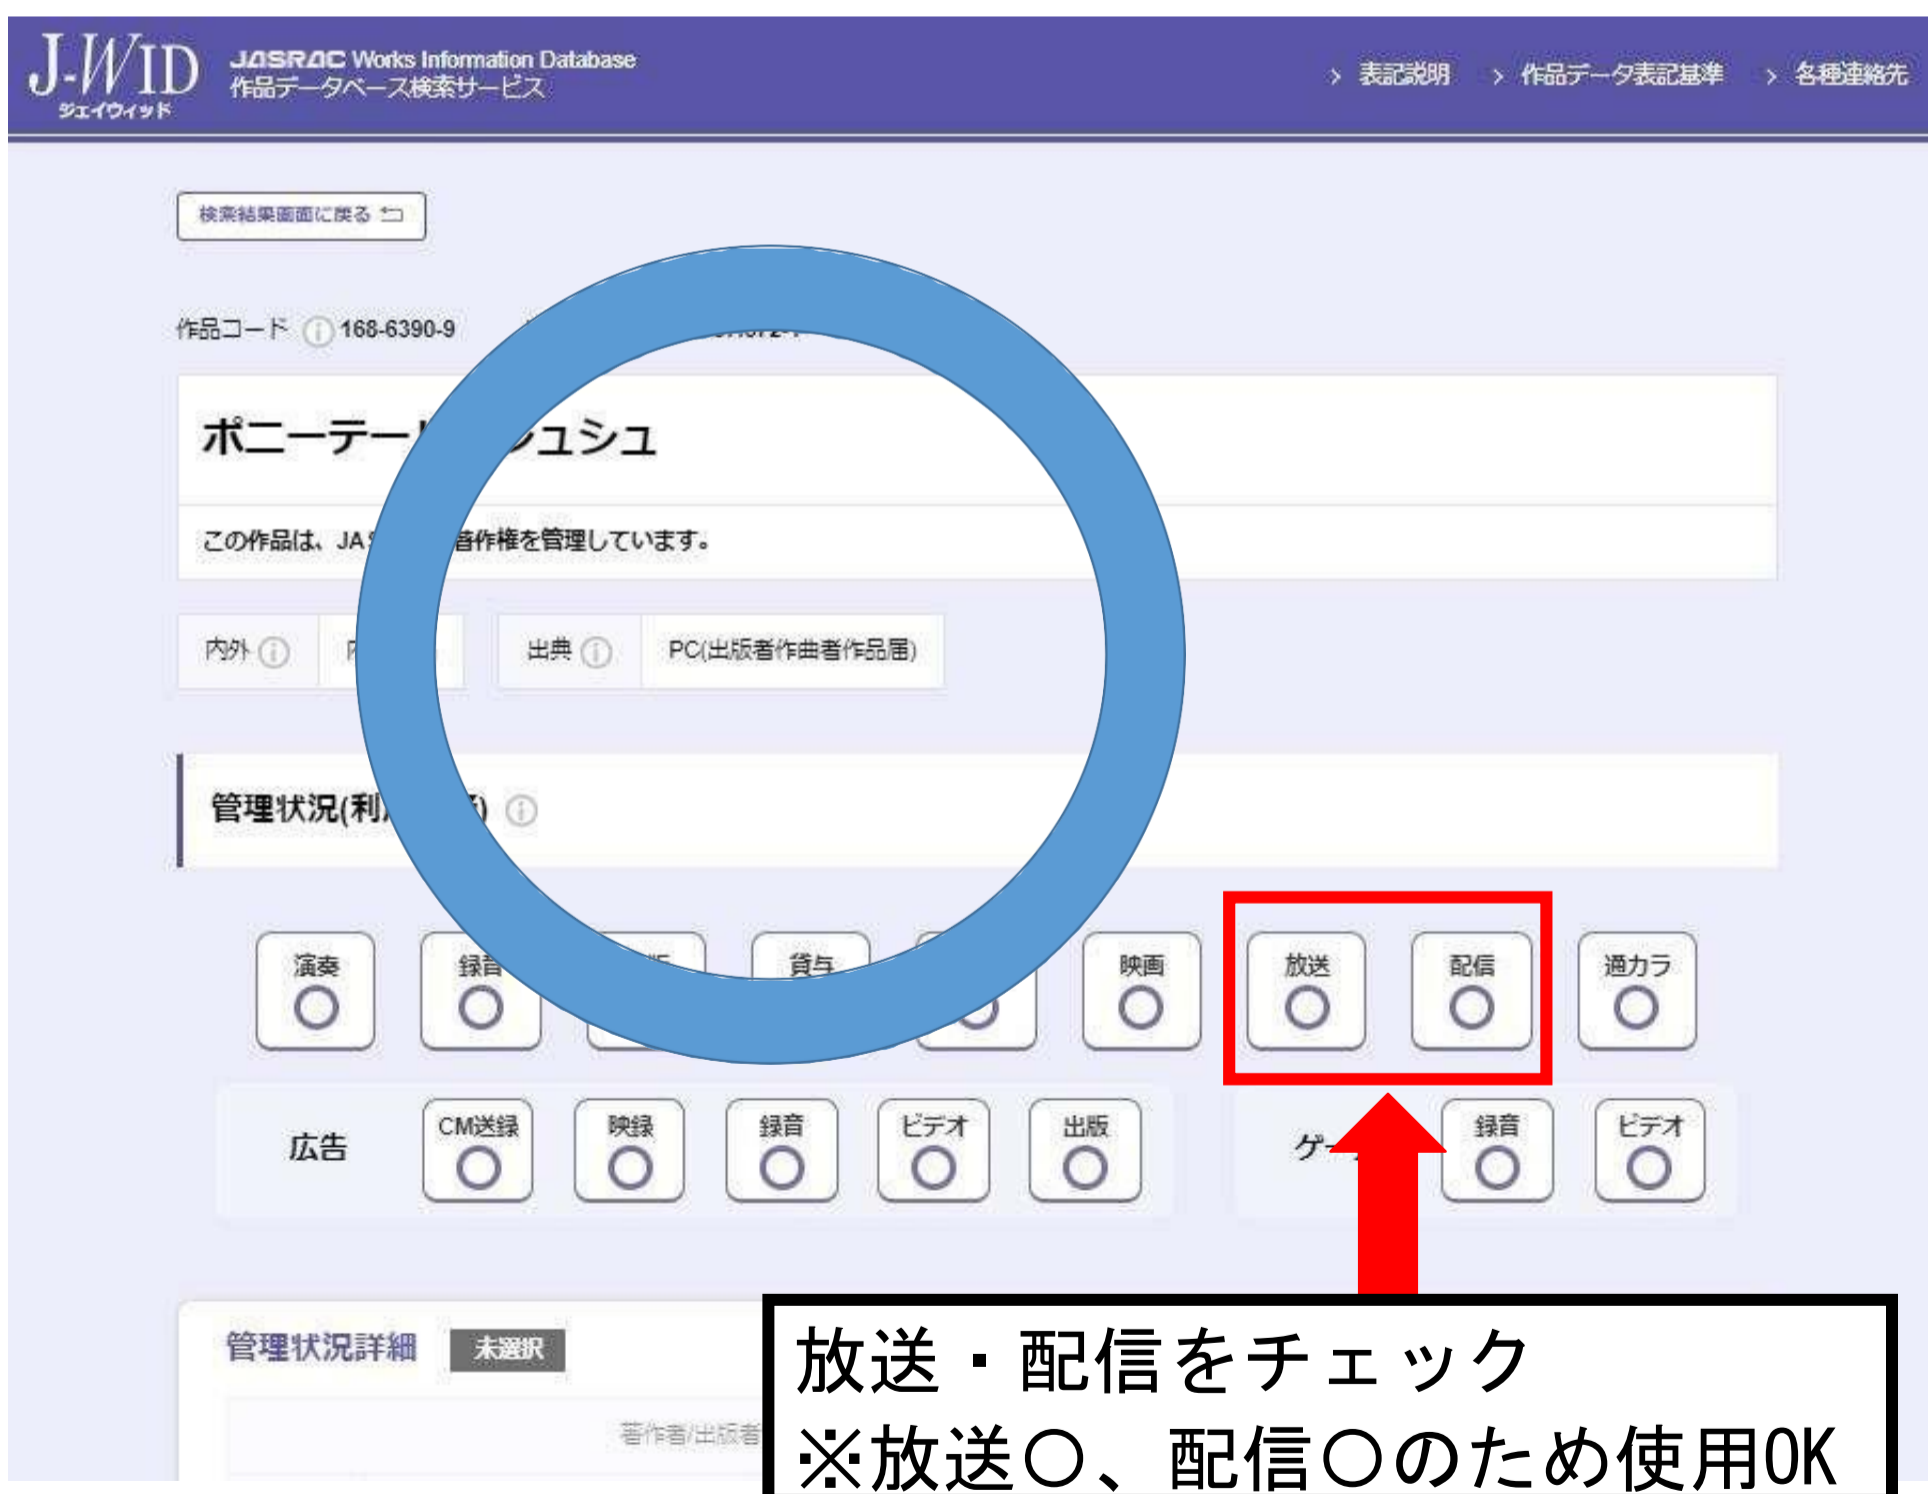 J-WID
ジェイウィッド
JASRAC Works Information Database
作品データベース検索サービス
> 表記説明 > 作品データ表記基準 > 各種連絡先
検索結果画面に戻る
作品コード 168-6390-9
ポニーテー シュシュ
この作品は、JA 著作権を管理しています。
内外
出典 PC(出版者作曲者作品届)
管理状況(利
演奏 録音 貸与 映画 放送 配信 通カラ
広告 CM送録 映録 録音 ビデオ 出版
ゲー 録音 ビデオ
管理状況詳細 未選択
著作者/出版者
放送・配信をチェック
※放送○、配信○のため使用OK